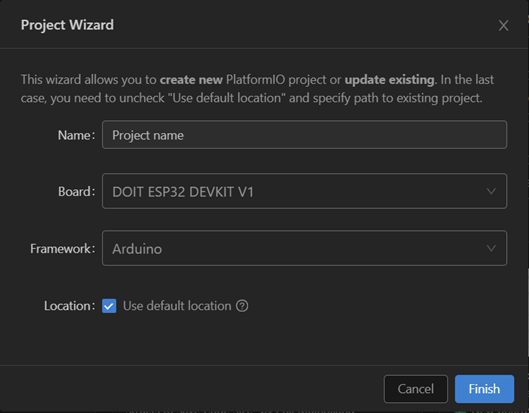 Project Wizard
This wizard allows you to create new PlatformIO project or update existing. In the last
case, you need to uncheck "Use default location" and specify path to existing project.
Name: Project name
Board: DOIT ESP32 DEVKIT V1
Framework: Arduino
Location: Use default location
Cancel Finish